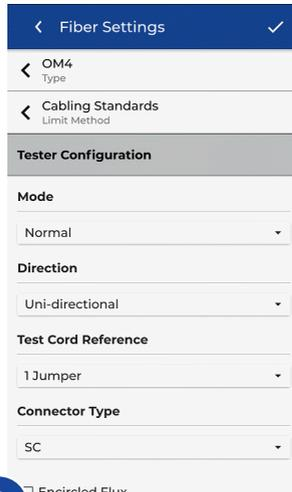 Fiber Settings
OM4
Type
Cabling Standards
Limit Method
Tester Configuration
Mode
Normal
Direction
Uni-directional
Test Cord Reference
1 Jumper
Connector Type
SC
Encircled Flux